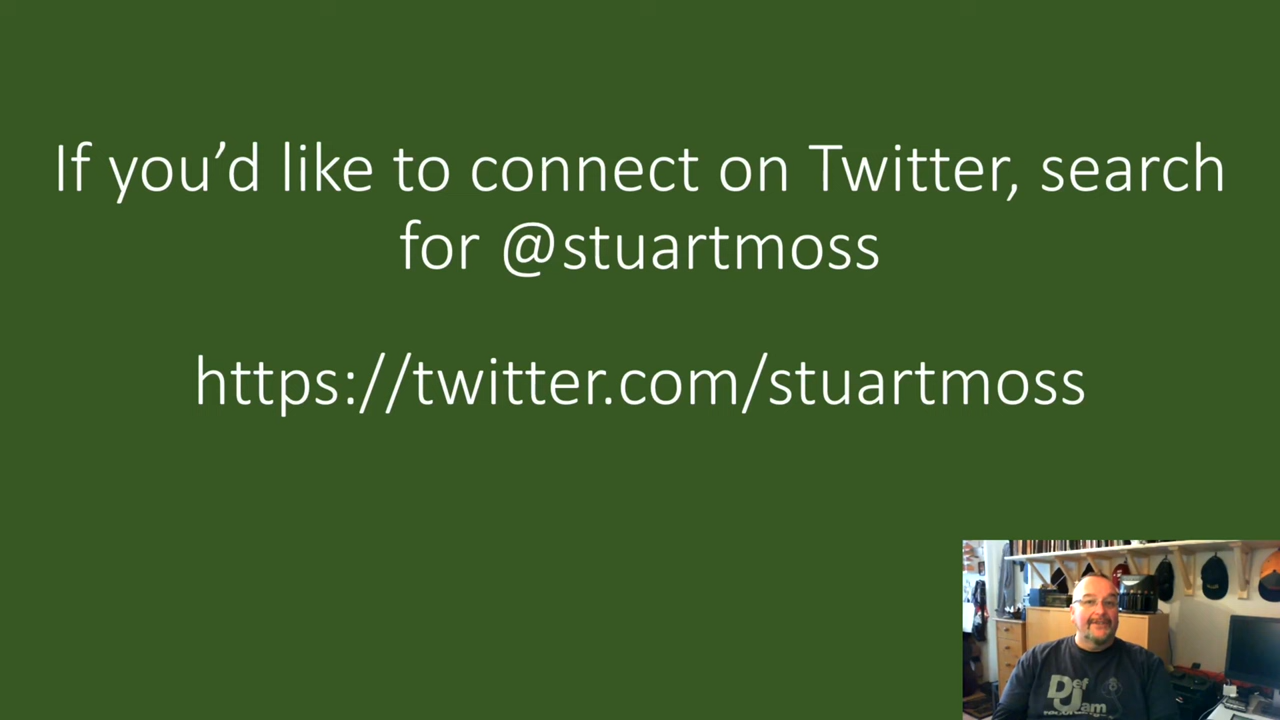 If you’d like to connect on Twitter, search
for @stuartmoss
https://twitter.com/stuartmoss
Def
Jam